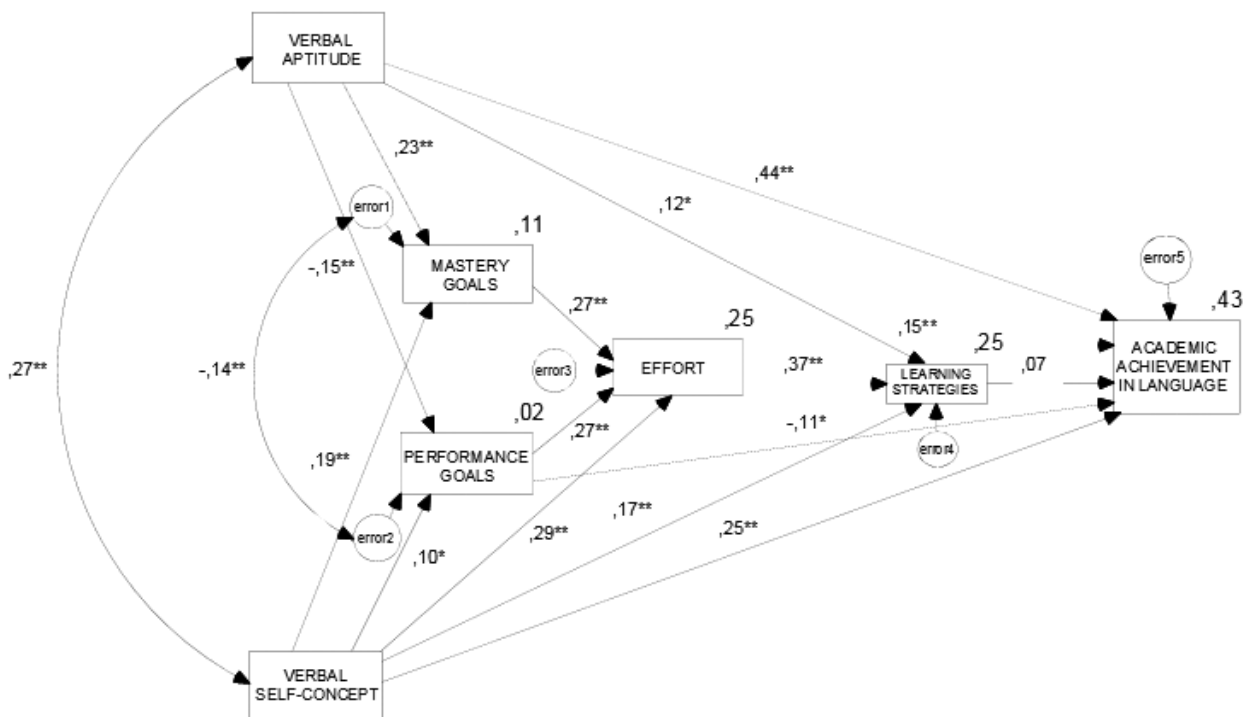 VERBAL
APTITUDE
,23**
,44**
,12*
error1
,11
-,15**
MASTERY
GOALS
error5
,27**
,25
,15**
,25
,43
,27**
-,14**
error3
EFFORT
,37**
LEARNING
STRATEGIES
,07
ACADEMIC
ACHIEVEMENT
IN LANGUAGE
,02
,27**
-,11*
,19**
PERFORMANCE
GOALS
error4
error2
,10*
,29**
,17**
,25**
VERBAL
SELF-CONCEPT